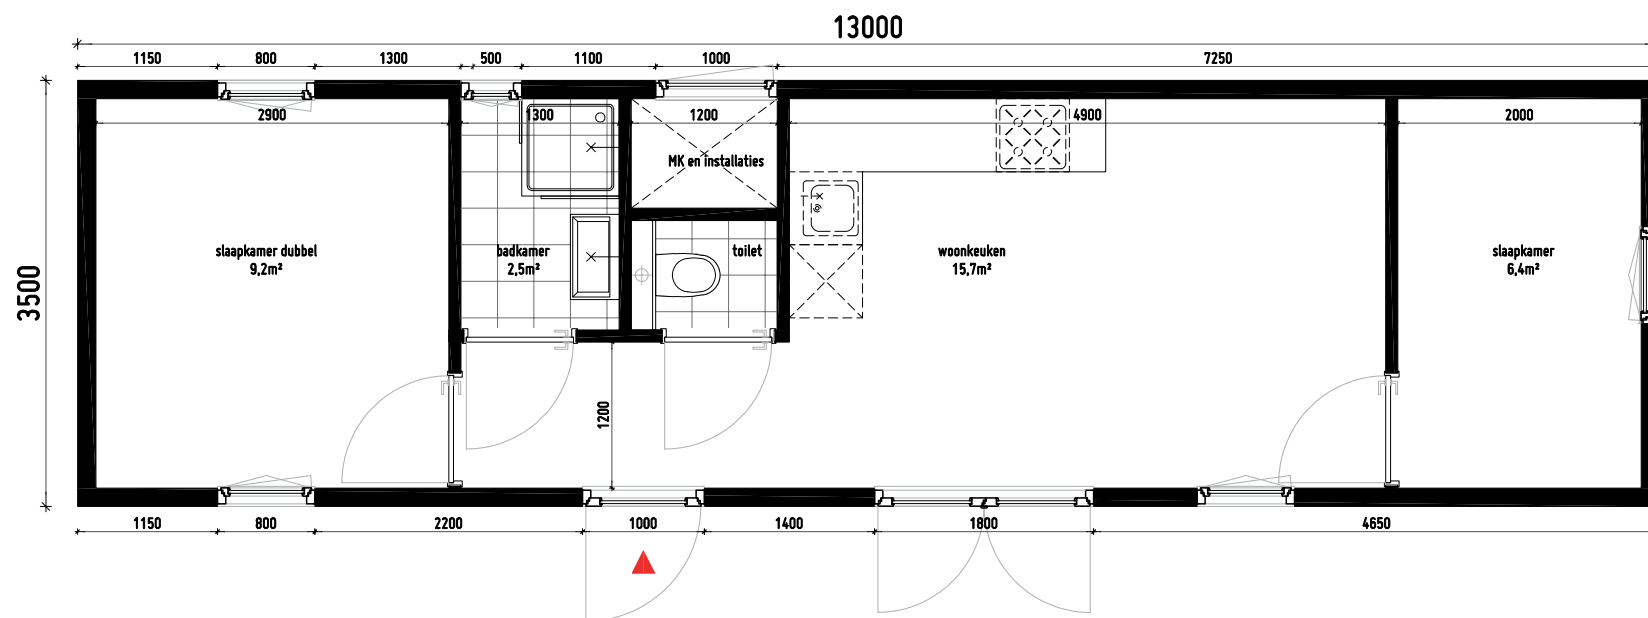 13000
1150 800 1300 500 1100 1000 7250
2900 1300 1200 4900 2000
MK en installaties
3500
slaapkamer dubbel
9,2m²
badkamer
2,5m²
toilet
woonkeuken
15,7m²
slaapkamer
6,4m²
1200
1150 800 2200 1000 1400 1800 4650